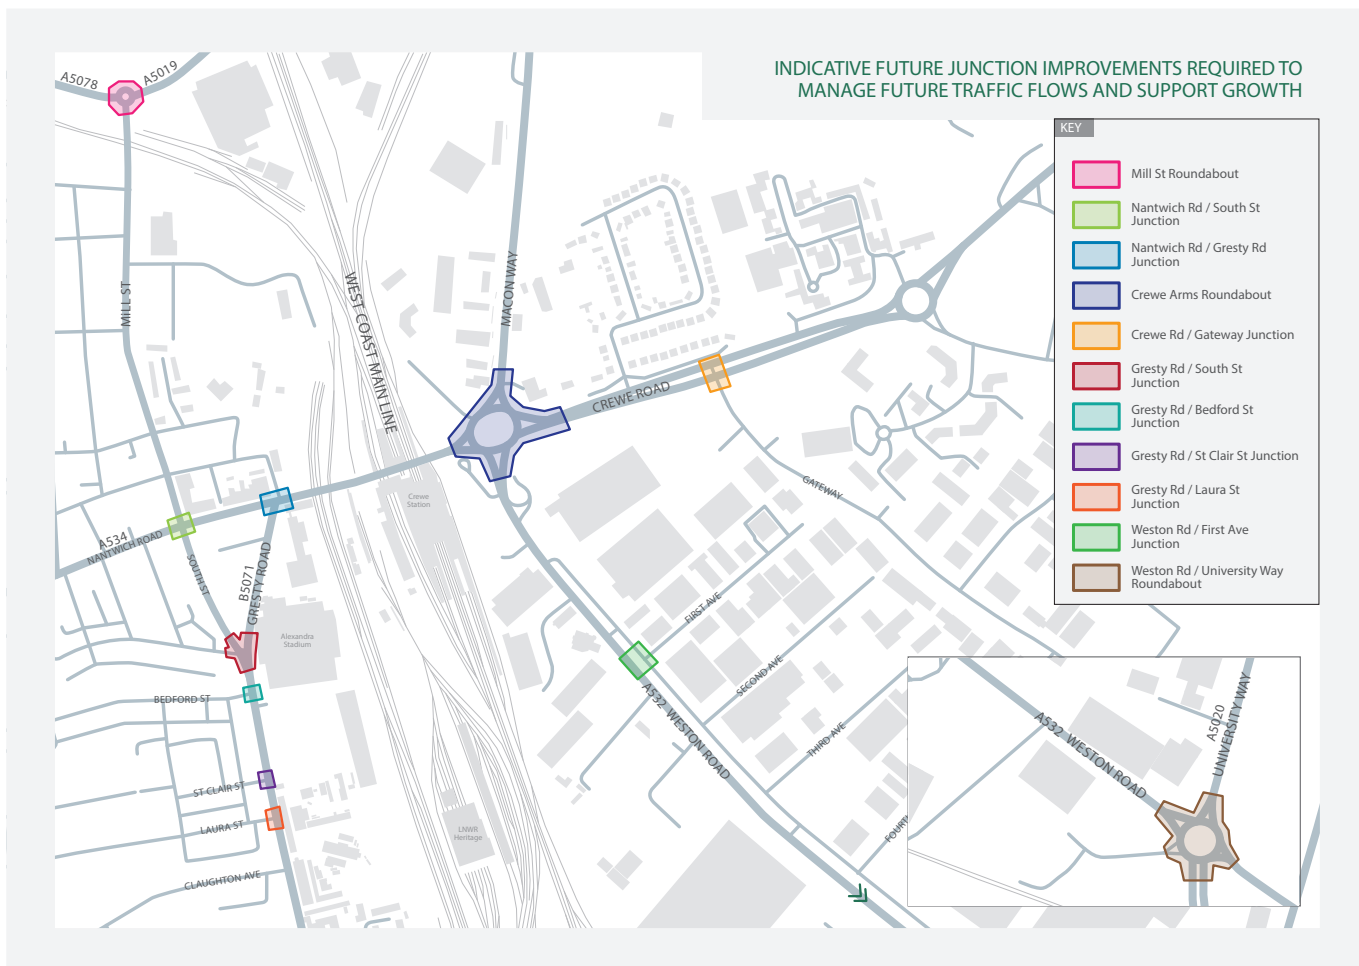 INDICATIVE FUTURE JUNCTION IMPROVEMENTS REQUIRED TO
MANAGE FUTURE TRAFFIC FLOWS AND SUPPORT GROWTH
KEY
Mill St Roundabout
Nantwich Rd / South St
Junction
Nantwich Rd / Gresty Rd
Junction
Crewe Arms Roundabout
Crewe Rd / Gateway Junction
Gresty Rd / South St
Junction
Gresty Rd / Bedford St
Junction
Gresty Rd / St Clair St Junction
Gresty Rd / Laura St
Junction
Weston Rd / First Ave
Junction
Weston Rd / University Way
Roundabout
A5078
A5019
MILL ST
WEST COAST MAIN LINE
MACON WAY
CREWE ROAD
GATEWAY
Crewe
Station
A534
NANTWICH ROAD
SOUTH ST
B5071
GRESTY ROAD
Alexandra
Stadium
FIRST AVE
SECOND AVE
THIRD AVE
A532 WESTON ROAD
BEDFORD ST
ST CLAIR ST
LAURA ST
CLAUGHTON AVE
LNWR
Heritage
A532 WESTON ROAD
A5020
UNIVERSITY WAY